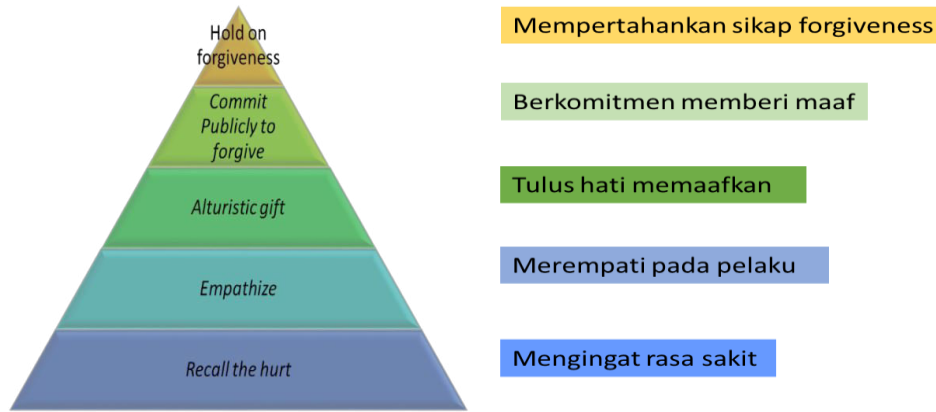 Hold on
forgiveness
Mempertahankan sikap forgiveness
Commit
Publicly to
forgive
Berkomitmen memberi maaf
Alturistic gift
Tulus hati memaafkan
Empathize
Merempati pada pelaku
Recall the hurt
Mengingat rasa sakit